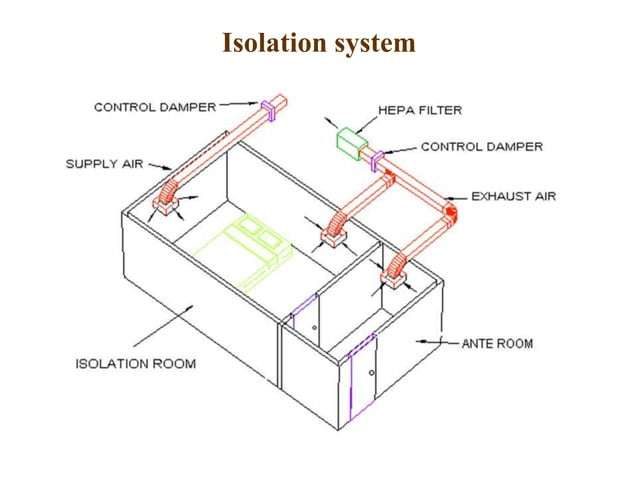 Isolation system
CONTROL DAMPER
HEPA FILTER
CONTROL DAMPER
SUPPLY AIR
EXHAUST AIR
ANTE ROOM
ISOLATION ROOM